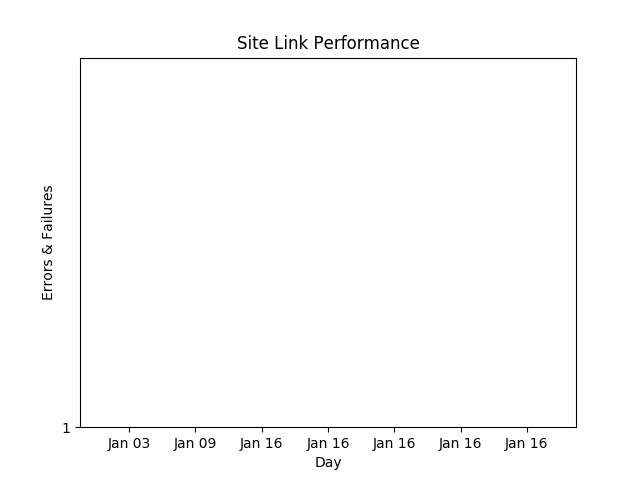 Site Link Performance
Errors & Failures
1
Jan 03 Jan 09 Jan 16 Jan 16 Jan 16 Jan 16 Jan 16
Day